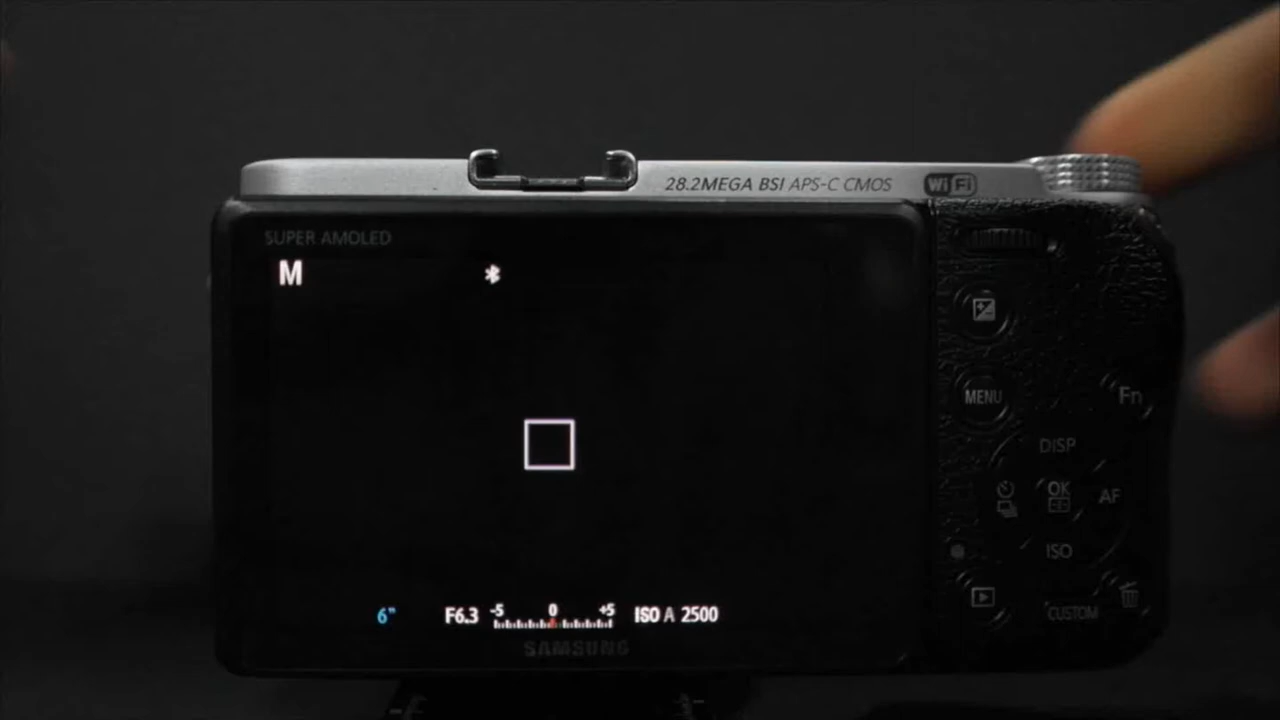 28.2MEGA BSI APS-C CMOS WiFi
SUPER AMOLED
M
MENU
Fn
DISP
OK
AF
ISO
CUSTOM
6" F6.3 -5 0 +5 ISO A 2500
SAMSUNG